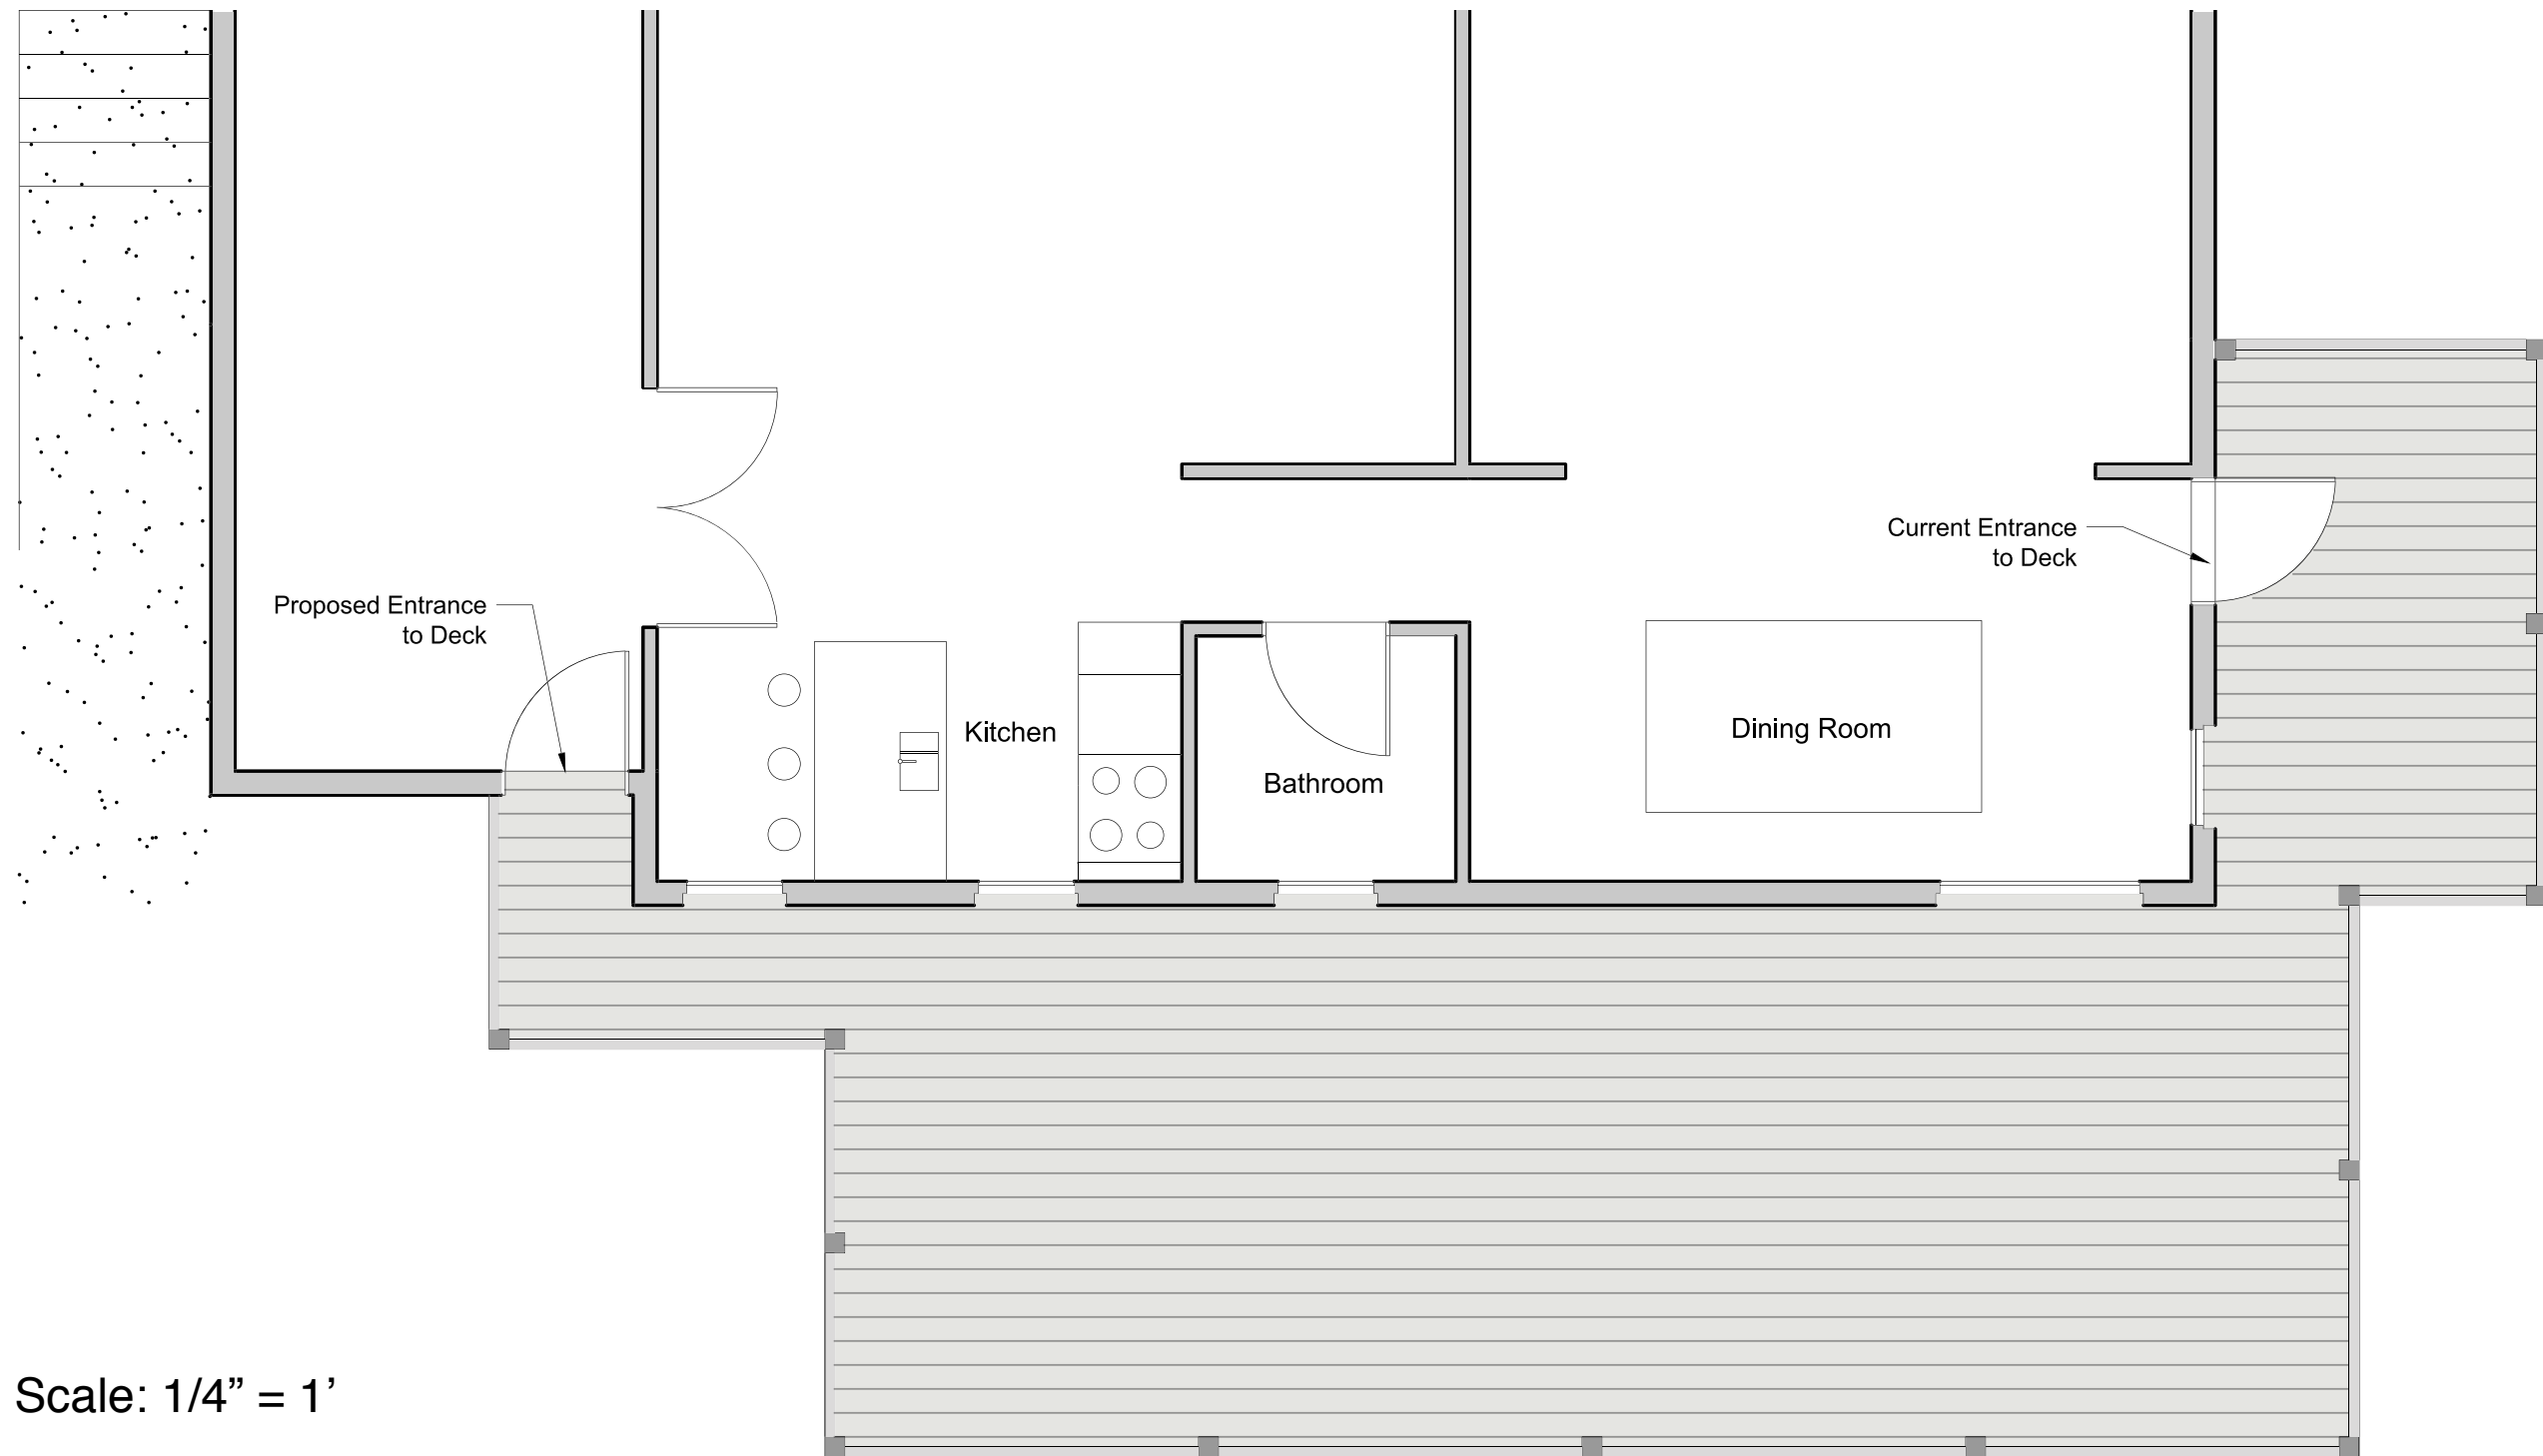 Current Entrance
to Deck
Proposed Entrance
to Deck
Kitchen
Dining Room
Bathroom
Scale: 1/4” = 1’